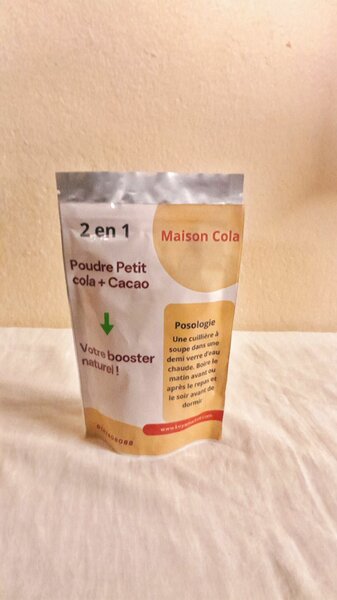 2 en 1
Maison Cola
Poudre Petit
cola + Cacao
Votre booster
naturel !
Posologie
Une cuillière à
soupe dans une
demi verre d'eau
chaude. Boire le
matin avant ou
après le repas et
le soir avant de
dormir